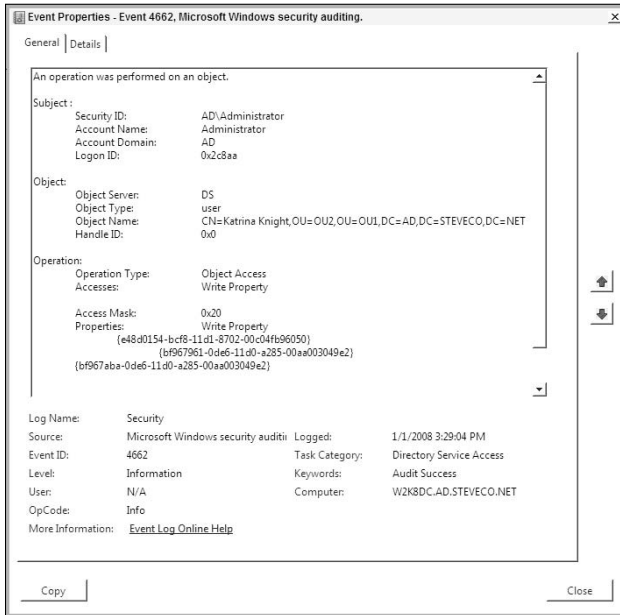 Event Properties - Event 4662, Microsoft Windows security auditing.
General
Details
An operation was performed on an object.
Subject :
Security ID: AD\Administrator
Account Name: Administrator
Account Domain: AD
Logon ID: 0x2c8aa
Object:
Object Server: DS
Object Type: user
Object Name: CN=Katrina Knight,OU=OU2,OU=OU1,DC=AD,DC=STEVECO,DC=NET
Handle ID: 0x0
Operation:
Operation Type: Object Access
Accesses: Write Property
Access Mask: 0x20
Properties: Write Property
{e48d0154-bcf8-11d1-8702-00c04fb96050}
{bf967961-0de6-11d0-a285-00aa003049e2}
{bf967aba-0de6-11d0-a285-00aa003049e2}
Log Name: Security
Source: Microsoft Windows security auditii Logged: 1/1/2008 3:29:04 PM
Event ID: 4662 Task Category: Directory Service Access
Level: Information Keywords: Audit Success
User: N/A Computer: W2K8DC.AD.STEVECO.NET
OpCode: Info
More Information: Event Log Online Help
Copy
Close